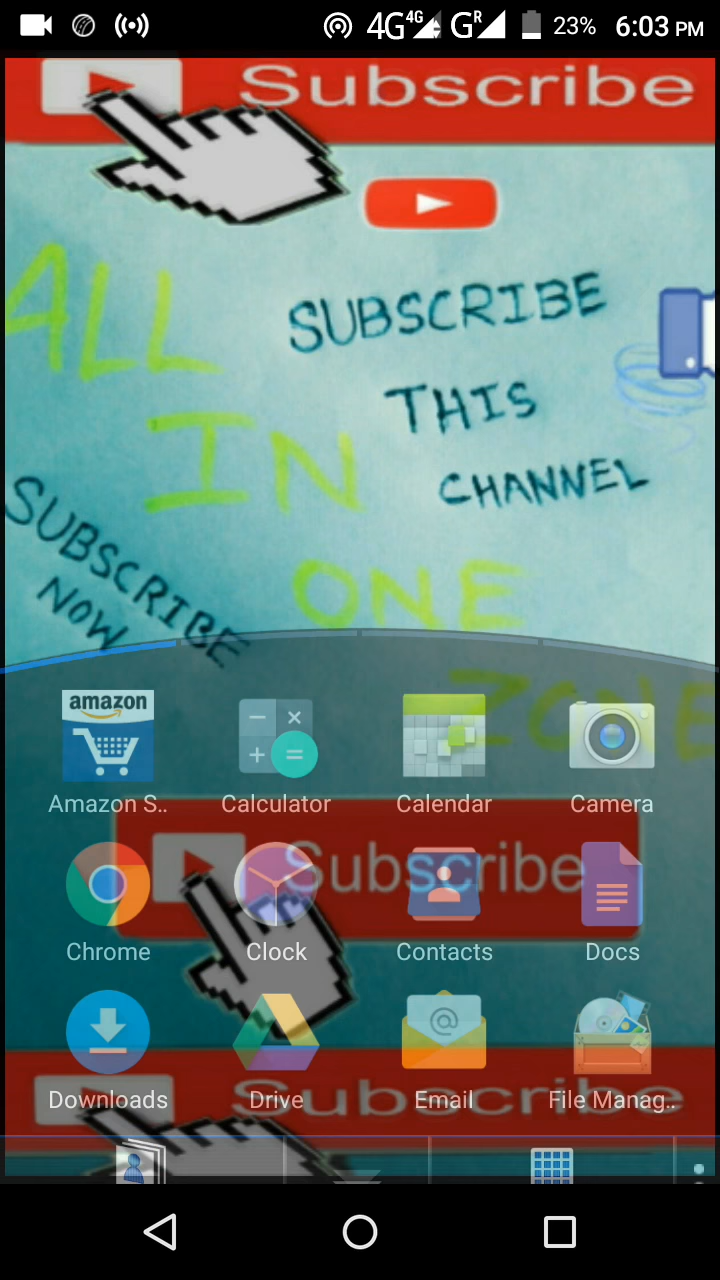 4G 4G G R 23% 6:03 PM
Subscribe
ALL
SUBSCRIBE
THIS
IN
CHANNEL
SUBSCRIBE
NOW
ONE
ZONE
amazon
Amazon S..
Calculator
Calendar
Camera
Subscribe
Chrome
Clock
Contacts
Docs
@
Downloads
Drive
Email
File Manag..
Subscribe